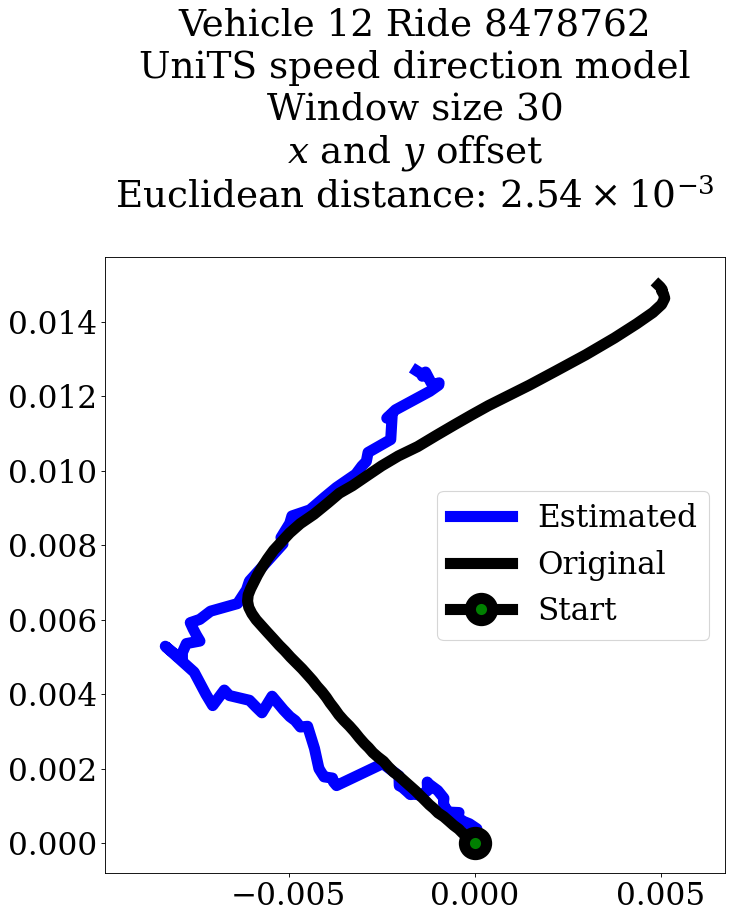 Vehicle 12 Ride 8478762
UniTS speed direction model
Window size 30
x and y offset
Euclidean distance: 2.54 × 10⁻³
0.014
0.012
0.010
0.008
0.006
0.004
0.002
0.000
Estimated
Original
Start
−0.005 0.000 0.005